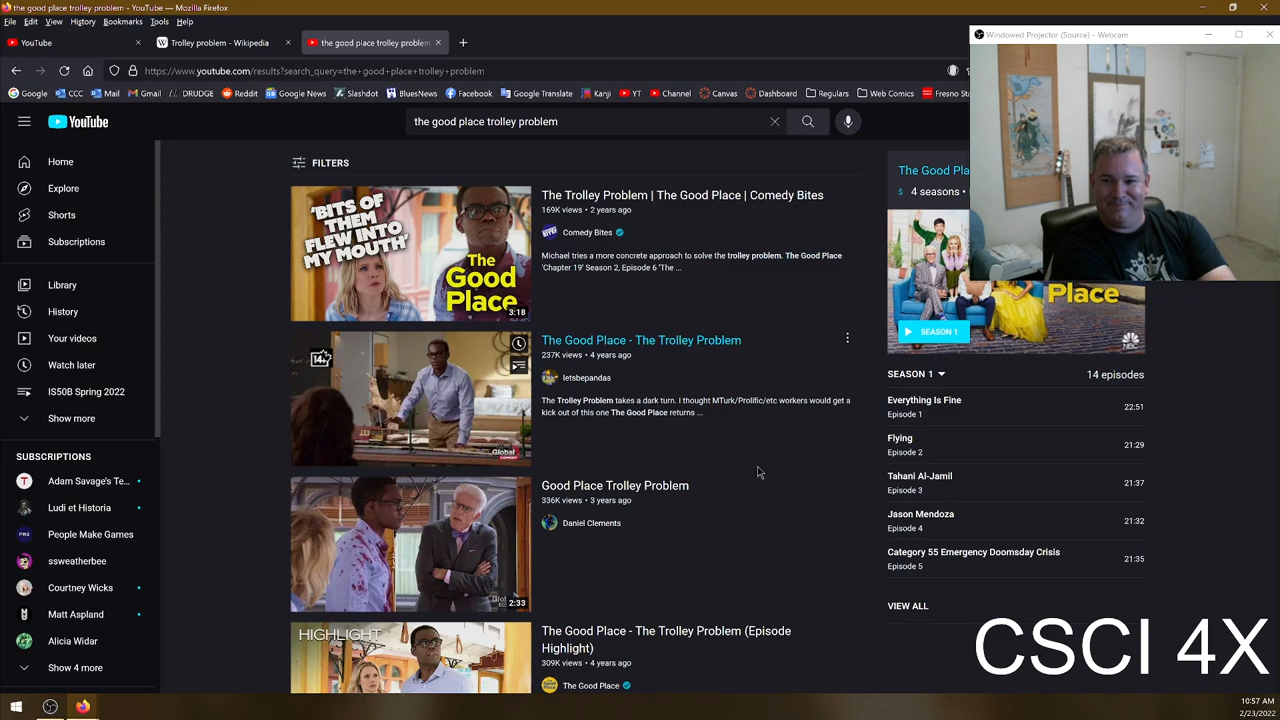 the good place trolley problem - YouTube — Mozilla Firefox
File Edit View History Bookmarks Tools Help
YouTube
Trolley problem - Wikipedia
the good place trolley problem
Windowed Projector (Source) - Webcam
https://www.youtube.com/results?search_query=the+good+place+trolley+problem
Google CCC Mail Gmail DRUDGE Reddit Google News Slashdot BluesNews Facebook Google Translate Kanji YT Channel Canvas Dashboard Regulars Web Comics Fresno Sta
YouTube
the good place trolley problem
Home
Explore
Shorts
Subscriptions
Library
History
Your videos
Watch later
IS50B Spring 2022
Show more
SUBSCRIPTIONS
Adam Savage's Te...
Ludi et Historia
People Make Games
ssweatherbee
Courtney Wicks
Matt Aspland
Alicia Widar
Show 4 more
FILTERS
'BITS OF
THEM
FLEW INTO
MY MOUTH'
The
Good
Place
3:18
The Trolley Problem | The Good Place | Comedy Bites
169K views • 2 years ago
Comedy Bites
Michael tries a more concrete approach to solve the trolley problem. The Good Place
'Chapter 19' Season 2, Episode 6 'The ...
14+
Global
COMEDY
The Good Place - The Trolley Problem
237K views • 4 years ago
letsbepandas
The Trolley Problem takes a dark turn. I thought MTurk/Prolific/etc workers would get a
kick out of this one The Good Place returns ...
2:33
Good Place Trolley Problem
336K views • 3 years ago
Daniel Clements
HIGHLIGHT
The Good Place - The Trolley Problem (Episode
Highlight)
309K views • 4 years ago
The Good Place
The Good Pla
$ 4 seasons •
Place
SEASON 1
NBC
SEASON 1
14 episodes
Everything Is Fine
Episode 1
22:51
Flying
Episode 2
21:29
Tahani Al-Jamil
Episode 3
21:37
Jason Mendoza
Episode 4
21:32
Category 55 Emergency Doomsday Crisis
Episode 5
21:35
VIEW ALL
CSCI 4X
10:57 AM
2/23/2022